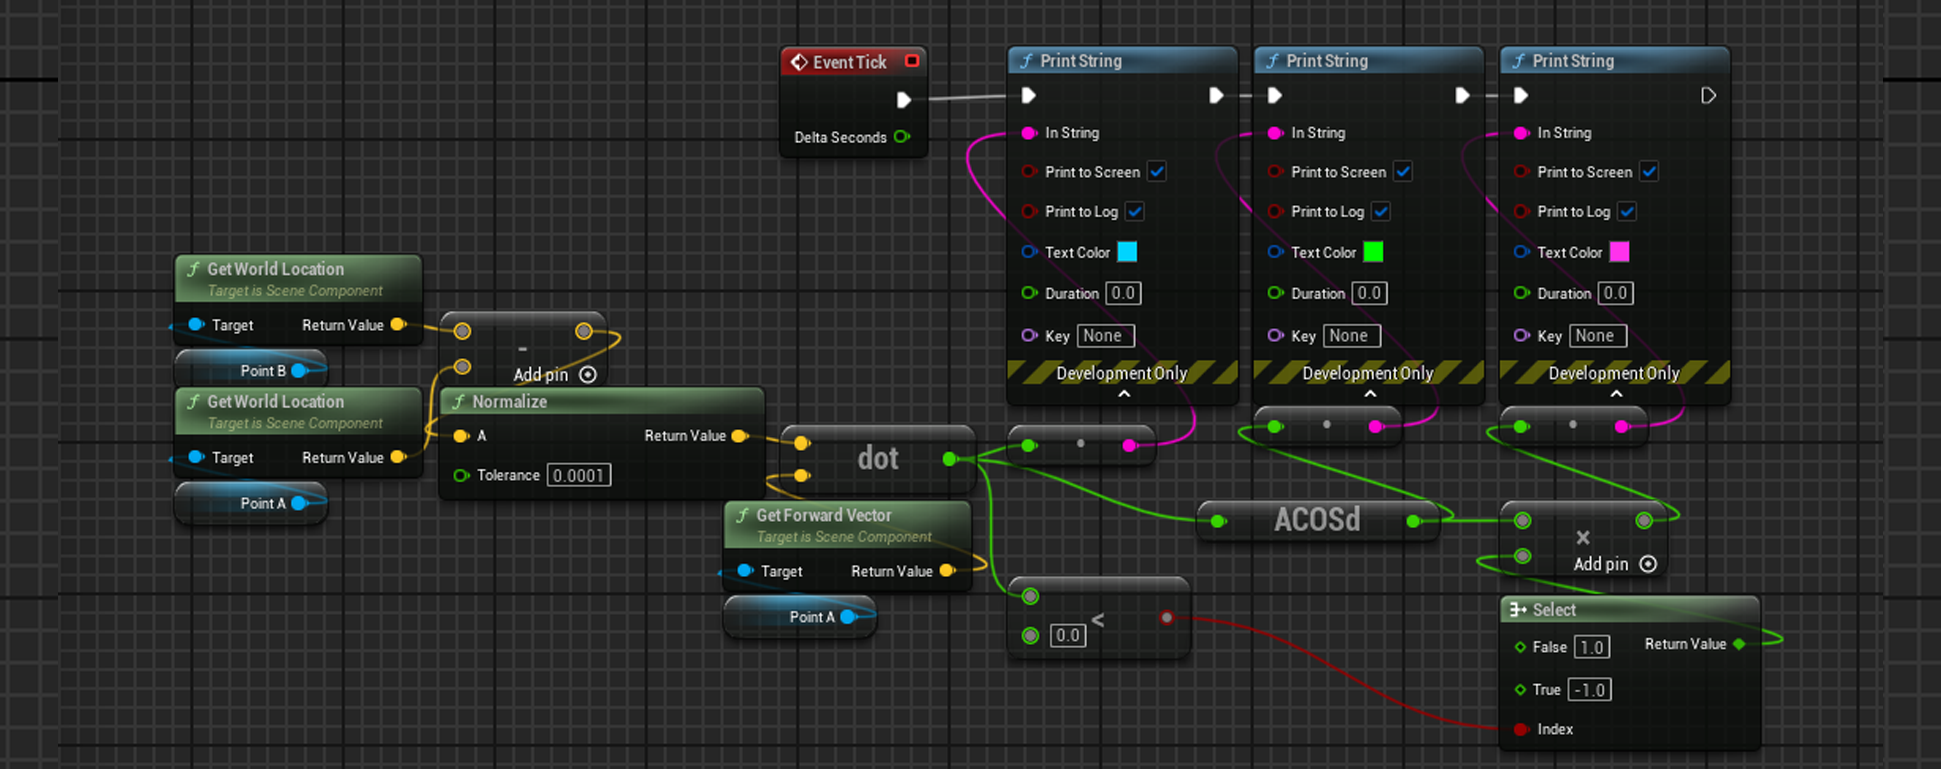 Event Tick
Delta Seconds
Print String
In String
Print to Screen
Print to Log
Text Color
Duration 0.0
Key None
Development Only
Print String
In String
Print to Screen
Print to Log
Text Color
Duration 0.0
Key None
Development Only
Print String
In String
Print to Screen
Print to Log
Text Color
Duration 0.0
Key None
Development Only
f Get World Location
Target is Scene Component
Target Return Value
Point B
f Get World Location
Target is Scene Component
Target Return Value
Point A
-
Add pin
f Normalize
A Return Value
Tolerance 0.0001
dot
f Get Forward Vector
Target is Scene Component
Target Return Value
Point A
<
0.0
ACOSd
x
Add pin
Select
False 1.0 Return Value
True -1.0
Index